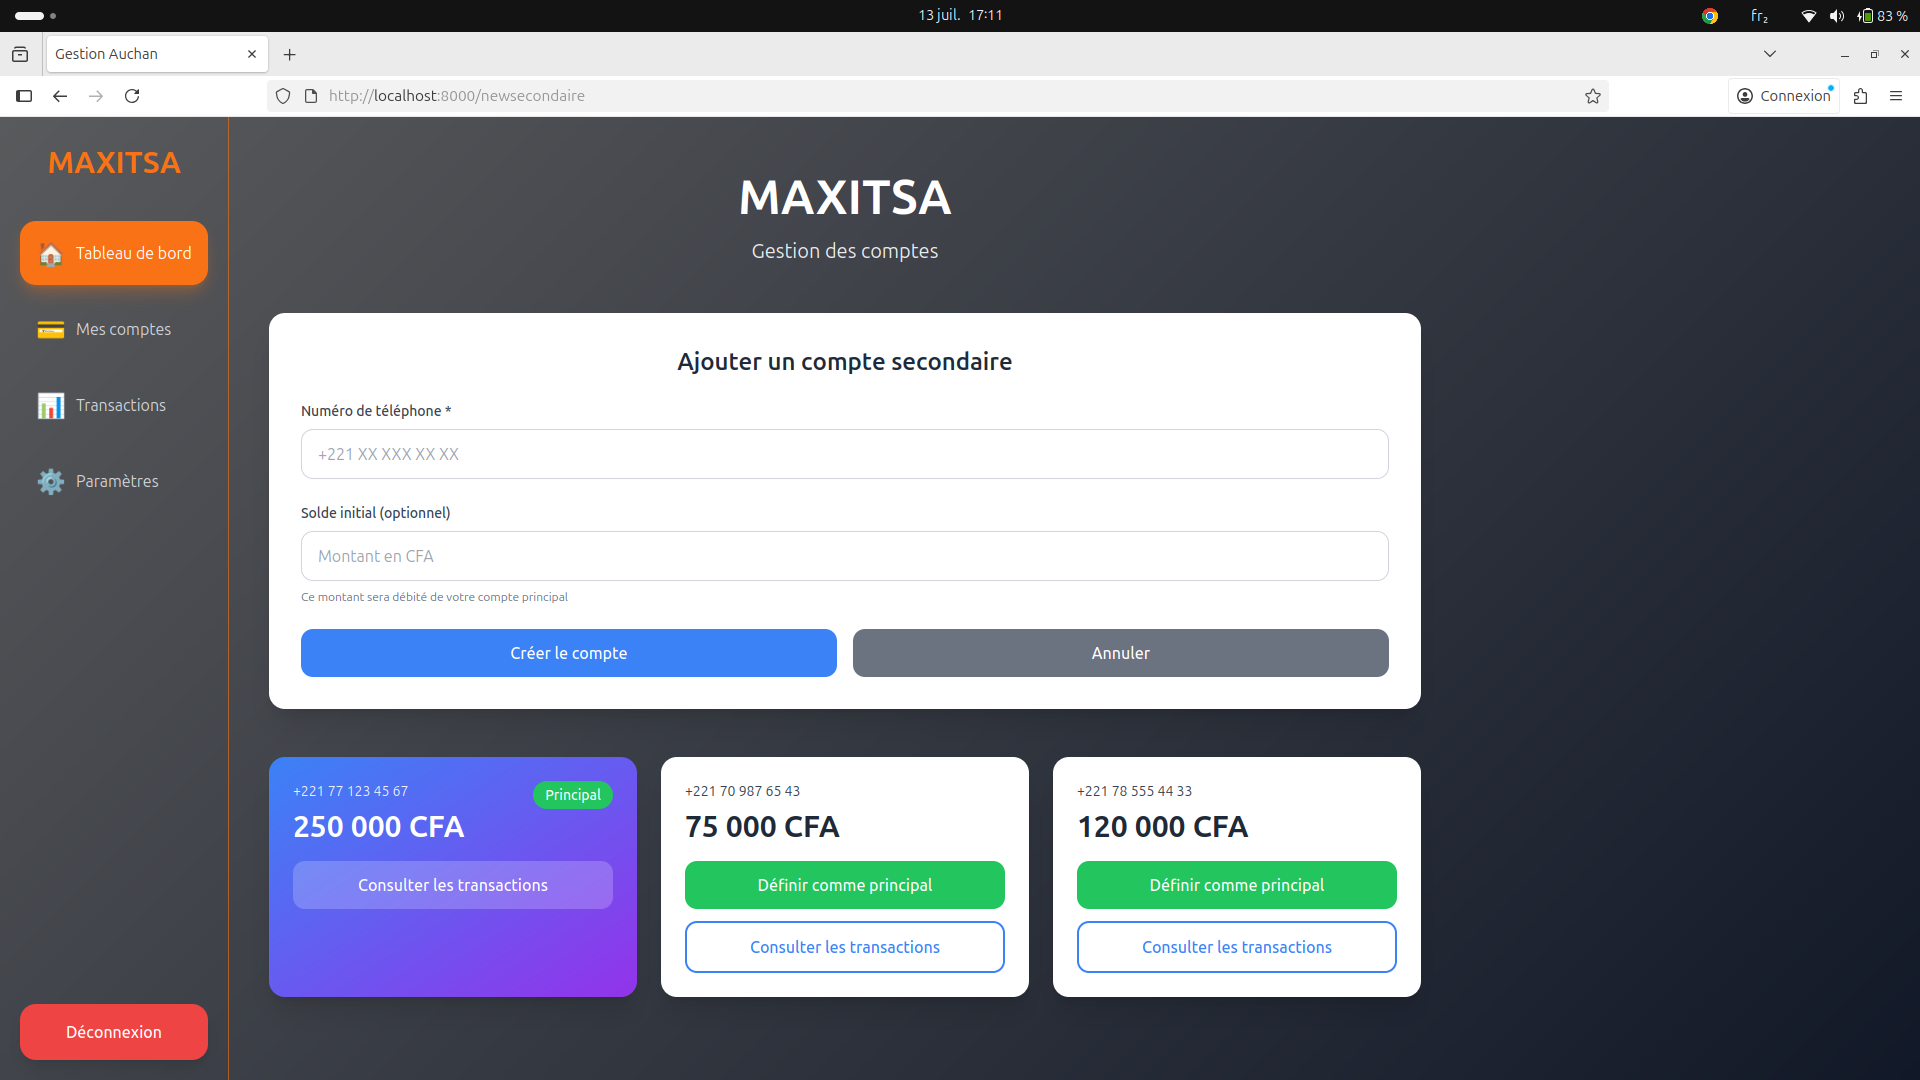 13 juil. 17:11
fr₂
83 %
Gestion Auchan
http://localhost:8000/newsecondaire
Connexion
MAXITSA
Tableau de bord
Mes comptes
Transactions
Paramètres
Déconnexion
MAXITSA
Gestion des comptes
Ajouter un compte secondaire
Numéro de téléphone *
+221 XX XXX XX XX
Solde initial (optionnel)
Montant en CFA
Ce montant sera débité de votre compte principal
Créer le compte
Annuler
+221 77 123 45 67
Principal
250 000 CFA
Consulter les transactions
+221 70 987 65 43
75 000 CFA
Définir comme principal
Consulter les transactions
+221 78 555 44 33
120 000 CFA
Définir comme principal
Consulter les transactions